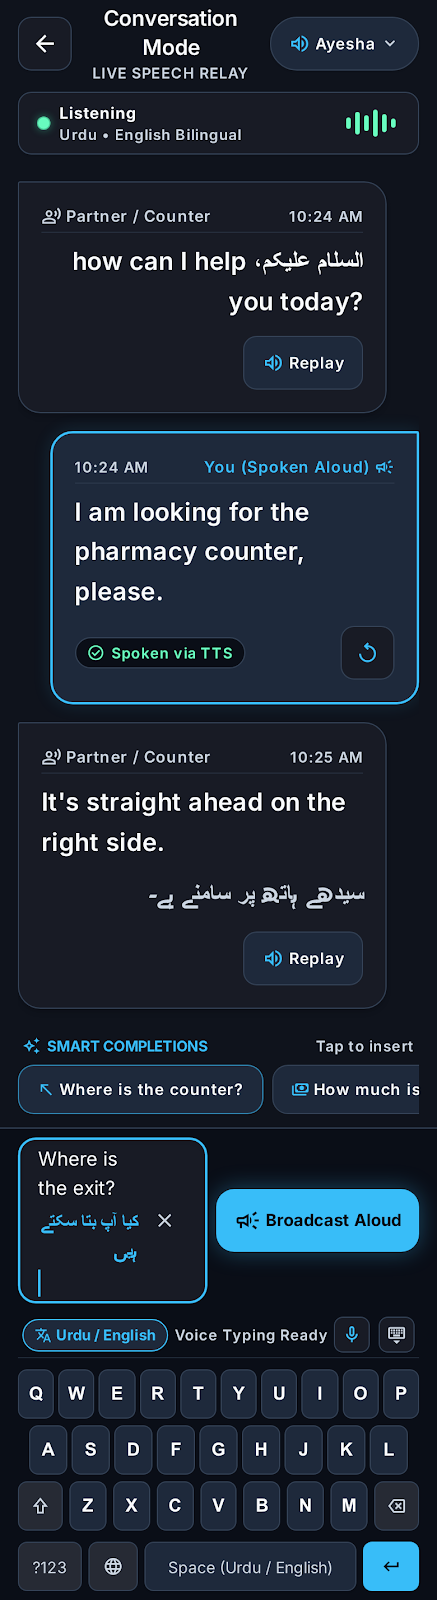 Conversation
Mode
LIVE SPEECH RELAY
Ayesha
Listening
Urdu • English Bilingual
Partner / Counter 10:24 AM
السلام علیکم، how can I help
you today?
Replay
10:24 AM You (Spoken Aloud)
I am looking for the
pharmacy counter,
please.
Spoken via TTS
Partner / Counter 10:25 AM
It's straight ahead on the
right side.
سیدھے ہاتھ پر سامنے ہے۔
Replay
SMART COMPLETIONS Tap to insert
Where is the counter? How much is
Where is
the exit?
کیا آپ بتا سکتے
ہیں
Broadcast Aloud
Urdu / English Voice Typing Ready
Q W E R T Y U I O P
A S D F G H J K L
Z X C V B N M
?123 Space (Urdu / English)